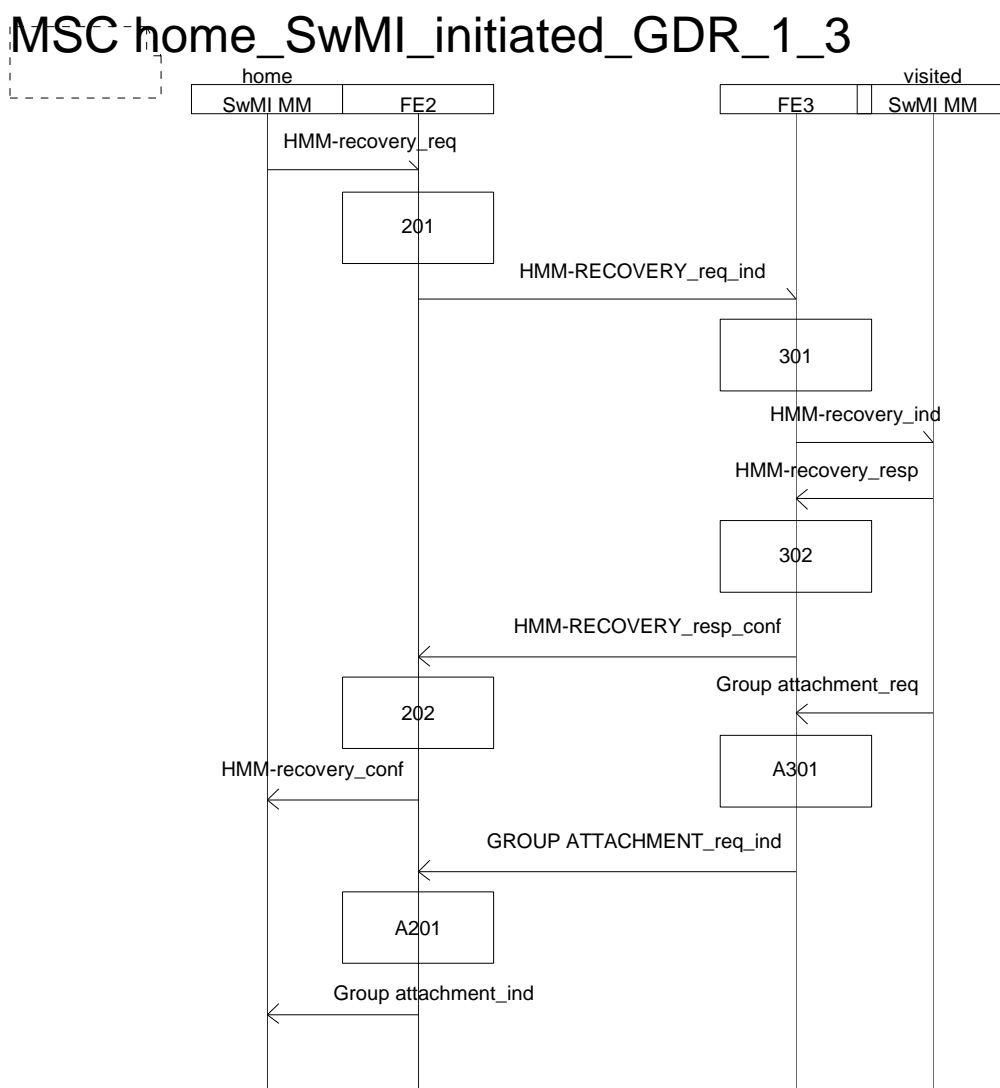 MSC home_SwMI_initiated_GDR_1_3
home
visited
SwMI MM
FE2
FE3
SwMI MM
HMM-recovery_req
201
HMM-RECOVERY_req_ind
301
HMM-recovery_ind
HMM-recovery_resp
302
HMM-RECOVERY_resp_conf
Group attachment_req
202
HMM-recovery_conf
A301
GROUP ATTACHMENT_req_ind
A201
Group attachment_ind